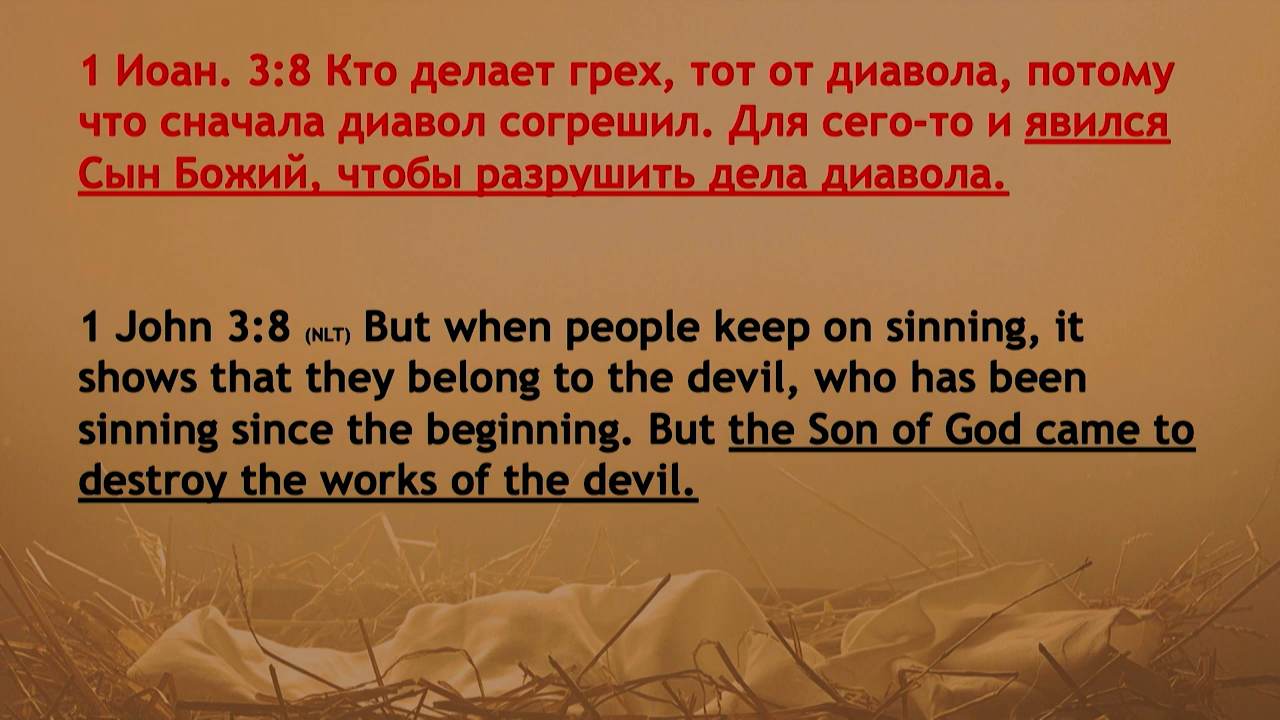 1 Иоан. 3:8 Кто делает грех, тот от диавола, потому
что сначала диавол согрешил. Для сего-то и явился
Сын Божий, чтобы разрушить дела диавола.
1 John 3:8 (NLT) But when people keep on sinning, it
shows that they belong to the devil, who has been
sinning since the beginning. But the Son of God came to
destroy the works of the devil.